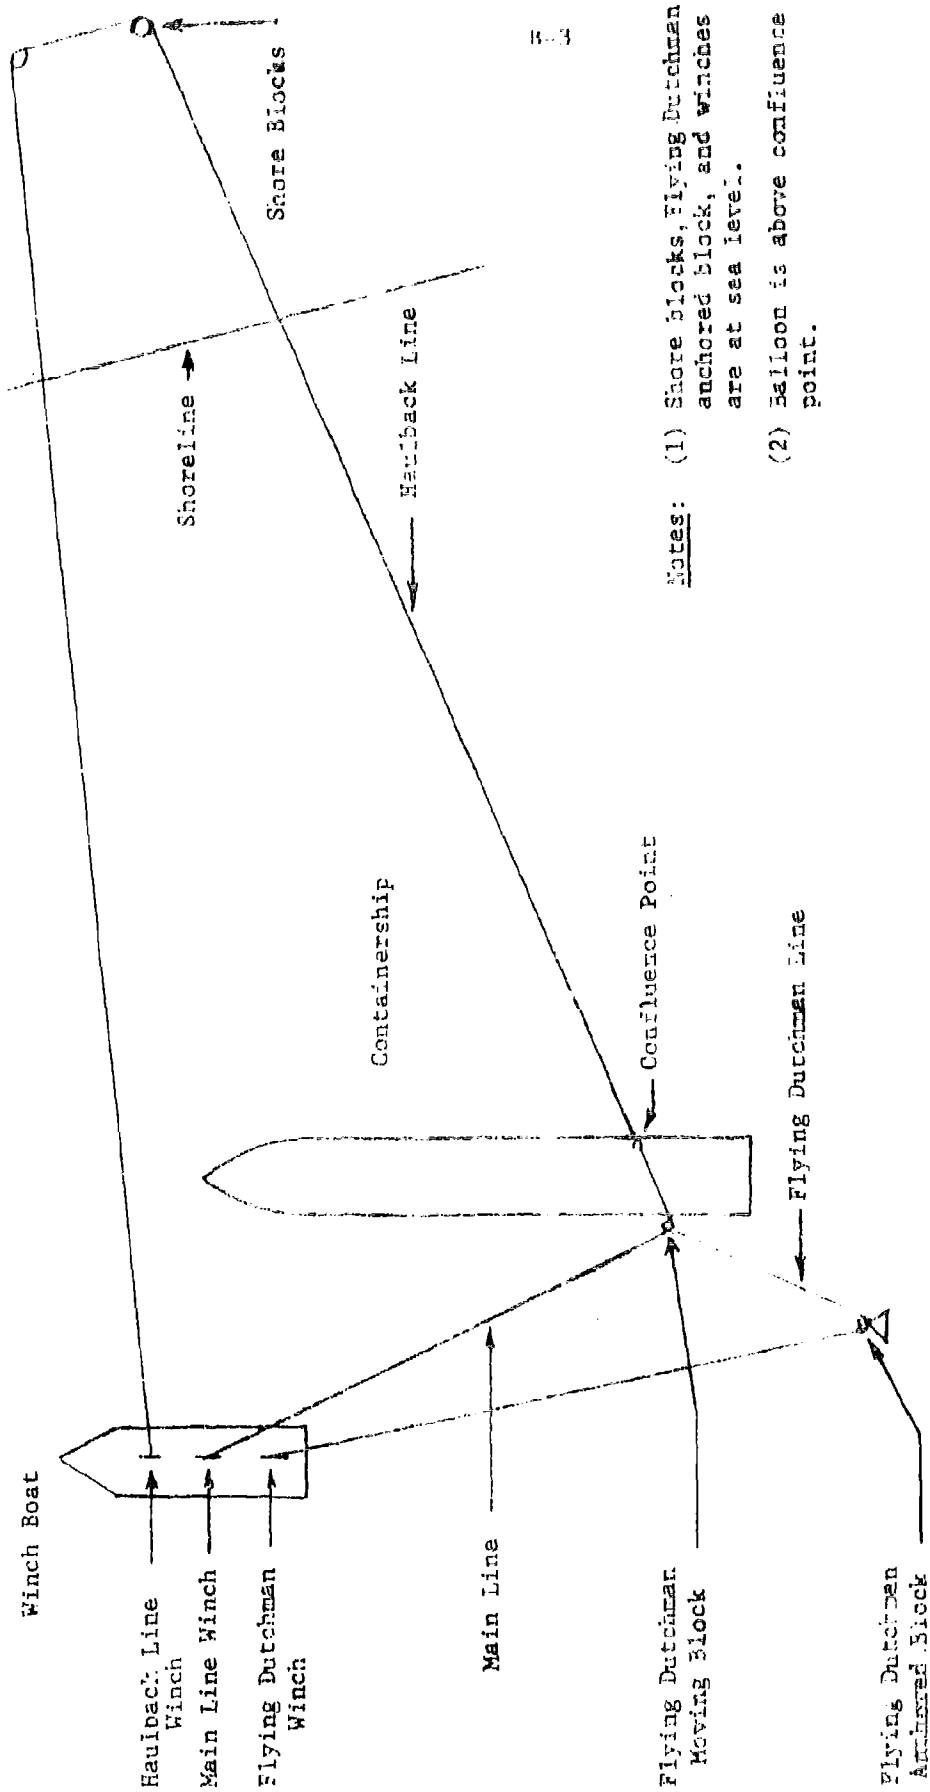 Winch Boat
Haulback Line
Winch
Main Line Winch
Flying Dutchman
Winch
Main Line
Flying Dutchman
Moving Block
Flying Dutchman
Anchored Block
Containership
Confluence Point
Flying Dutchman Line
Shoreline
Haulback Line
Shore Blocks
Notes: (1) Shore blocks, Flying Dutchman
anchored block, and winches
are at sea level.
(2) Balloon is above confluence
point.